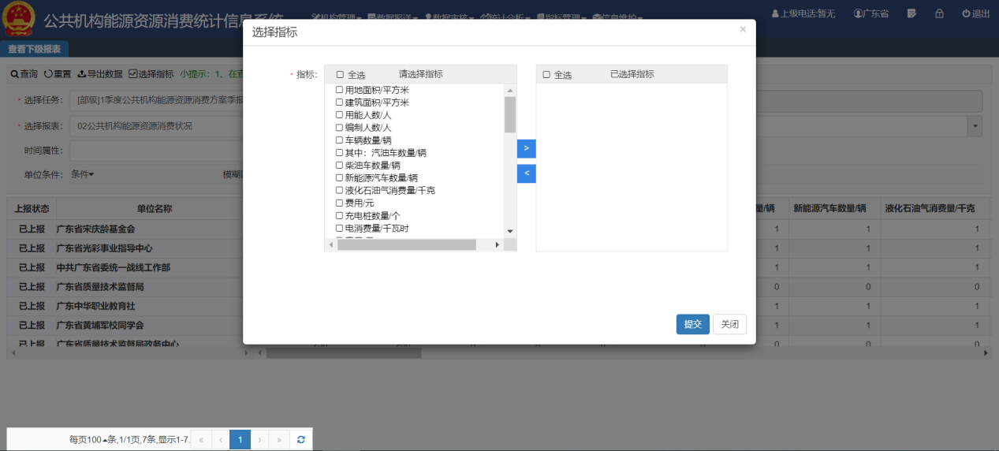 公共机构能源资源消费统计信息系统
机构管理 数据报送 数据审核 统计分析 指标管理 信息维护
上级电话:暂无 广东省 退出
查看下级报表
选择指标 ×
查询 重置 导出数据 选择指标 小提示：1、在查
* 选择任务： [部级]1季度公共机构能源资源消费方案季报
* 选择报表： 02公共机构能源资源消费状况
时间属性：
单位条件： 条件 模糊
* 指标：
全选 请选择指标
用地面积/平方米
建筑面积/平方米
用能人数/人
编制人数/人
车辆数量/辆
其中：汽油车数量/辆
柴油车数量/辆
新能源汽车数量/辆
液化石油气消费量/千克
费用/元
充电桩数量/个
电消费量/千瓦时
>
<
全选 已选择指标
提交 关闭
上报状态 单位名称 量/辆 新能源汽车数量/辆 液化石油气消费量/千克
已上报 广东省宋庆龄基金会 1 1 1
已上报 广东省光彩事业指导中心 1 1 1
已上报 中共广东省委统一战线工作部 1 1 1
已上报 广东省质量技术监督局 0 0 0
已上报 广东中华职业教育社 1 1 1
已上报 广东省黄埔军校同学会 1 1 1
已上报 广东省质量技术监督局政务中心 0 0 0
每页100条,1/1页,7条,显示1-7. « ‹ 1 › »